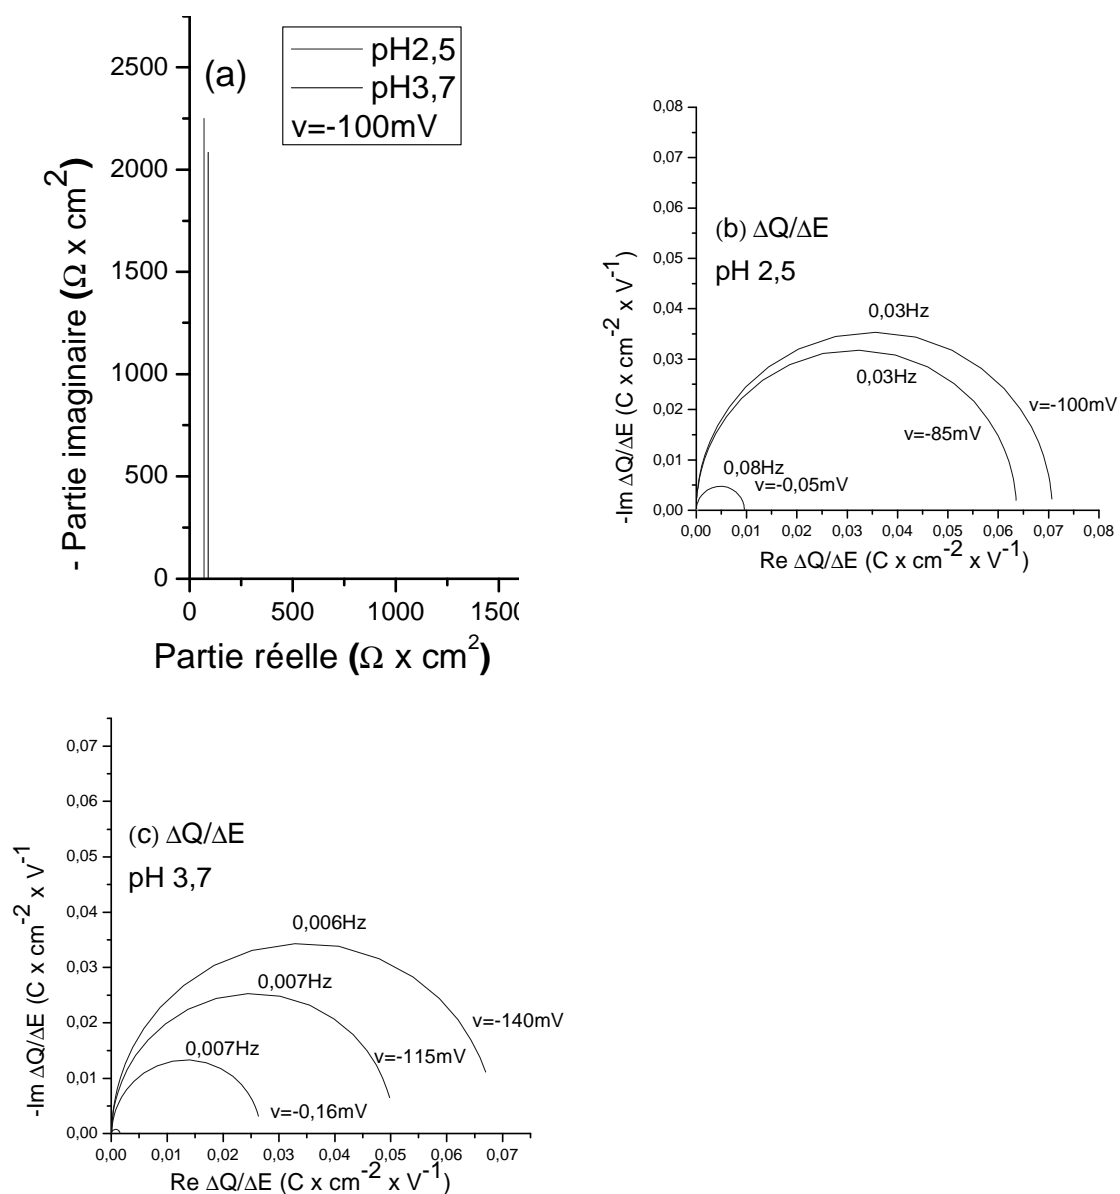 (a)
pH2,5
pH3,7
v=-100mV
2500
2000
1500
1000
500
0
- Partie imaginaire (Ω x cm²)
0 500 1000 1500
Partie réelle (Ω x cm²)
0,08
0,07
0,06
0,05
0,04
0,03
0,02
0,01
0,00
-Im ΔQ/ΔE (C x cm⁻² x V⁻¹)
(b) ΔQ/ΔE
pH 2,5
0,03Hz
0,03Hz
v=-100mV
v=-85mV
0,08Hz
v=-0,05mV
0,00 0,01 0,02 0,03 0,04 0,05 0,06 0,07 0,08
Re ΔQ/ΔE (C x cm⁻² x V⁻¹)
0,07
0,06
0,05
0,04
0,03
0,02
0,01
0,00
-Im ΔQ/ΔE (C x cm⁻² x V⁻¹)
(c) ΔQ/ΔE
pH 3,7
0,006Hz
0,007Hz
0,007Hz
v=-140mV
v=-115mV
v=-0,16mV
0,00 0,01 0,02 0,03 0,04 0,05 0,06 0,07
Re ΔQ/ΔE (C x cm⁻² x V⁻¹)